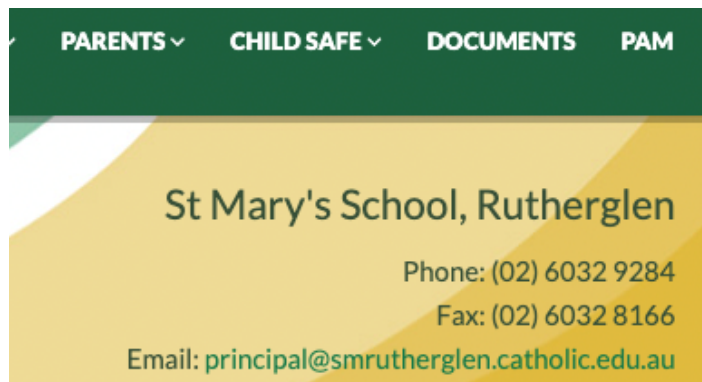 PARENTS CHILD SAFE DOCUMENTS PAM
St Mary's School, Rutherglen
Phone: (02) 6032 9284
Fax: (02) 6032 8166
Email: principal@smrutherglen.catholic.edu.au